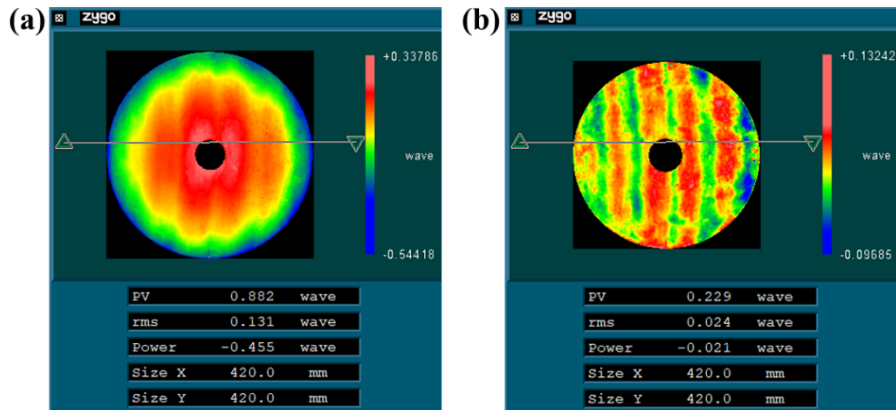 (a)
zygo
+0.33786
wave
-0.54418
PV 0.882 wave
rms 0.131 wave
Power -0.455 wave
Size X 420.0 mm
Size Y 420.0 mm
(b)
zygo
+0.13242
wave
-0.09685
PV 0.229 wave
rms 0.024 wave
Power -0.021 wave
Size X 420.0 mm
Size Y 420.0 mm